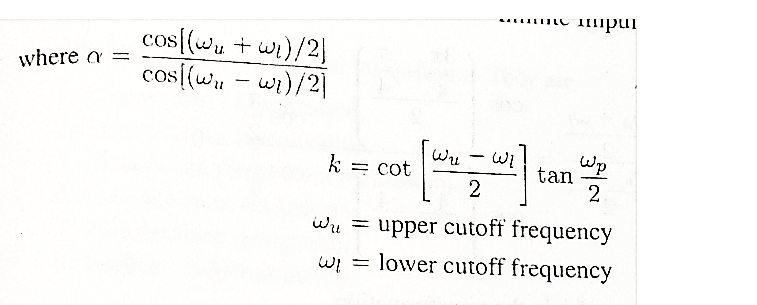 where α = cos[(ω_u + ω_l)/2] / cos[(ω_u − ω_l)/2]
k = cot [(ω_u − ω_l) / 2] tan ω_p / 2
ω_u = upper cutoff frequency
ω_l = lower cutoff frequency